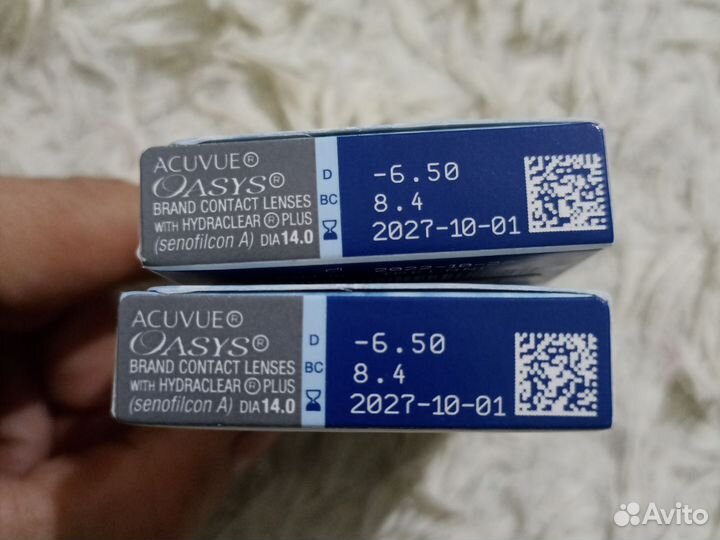 ACUVUE®
OASYS®
BRAND CONTACT LENSES
WITH HYDRACLEAR® PLUS
(senofilcon A) DIA 14.0
D -6.50
BC 8.4
2027-10-01
ACUVUE®
OASYS®
BRAND CONTACT LENSES
WITH HYDRACLEAR® PLUS
(senofilcon A) DIA 14.0
D -6.50
BC 8.4
2027-10-01
Avito